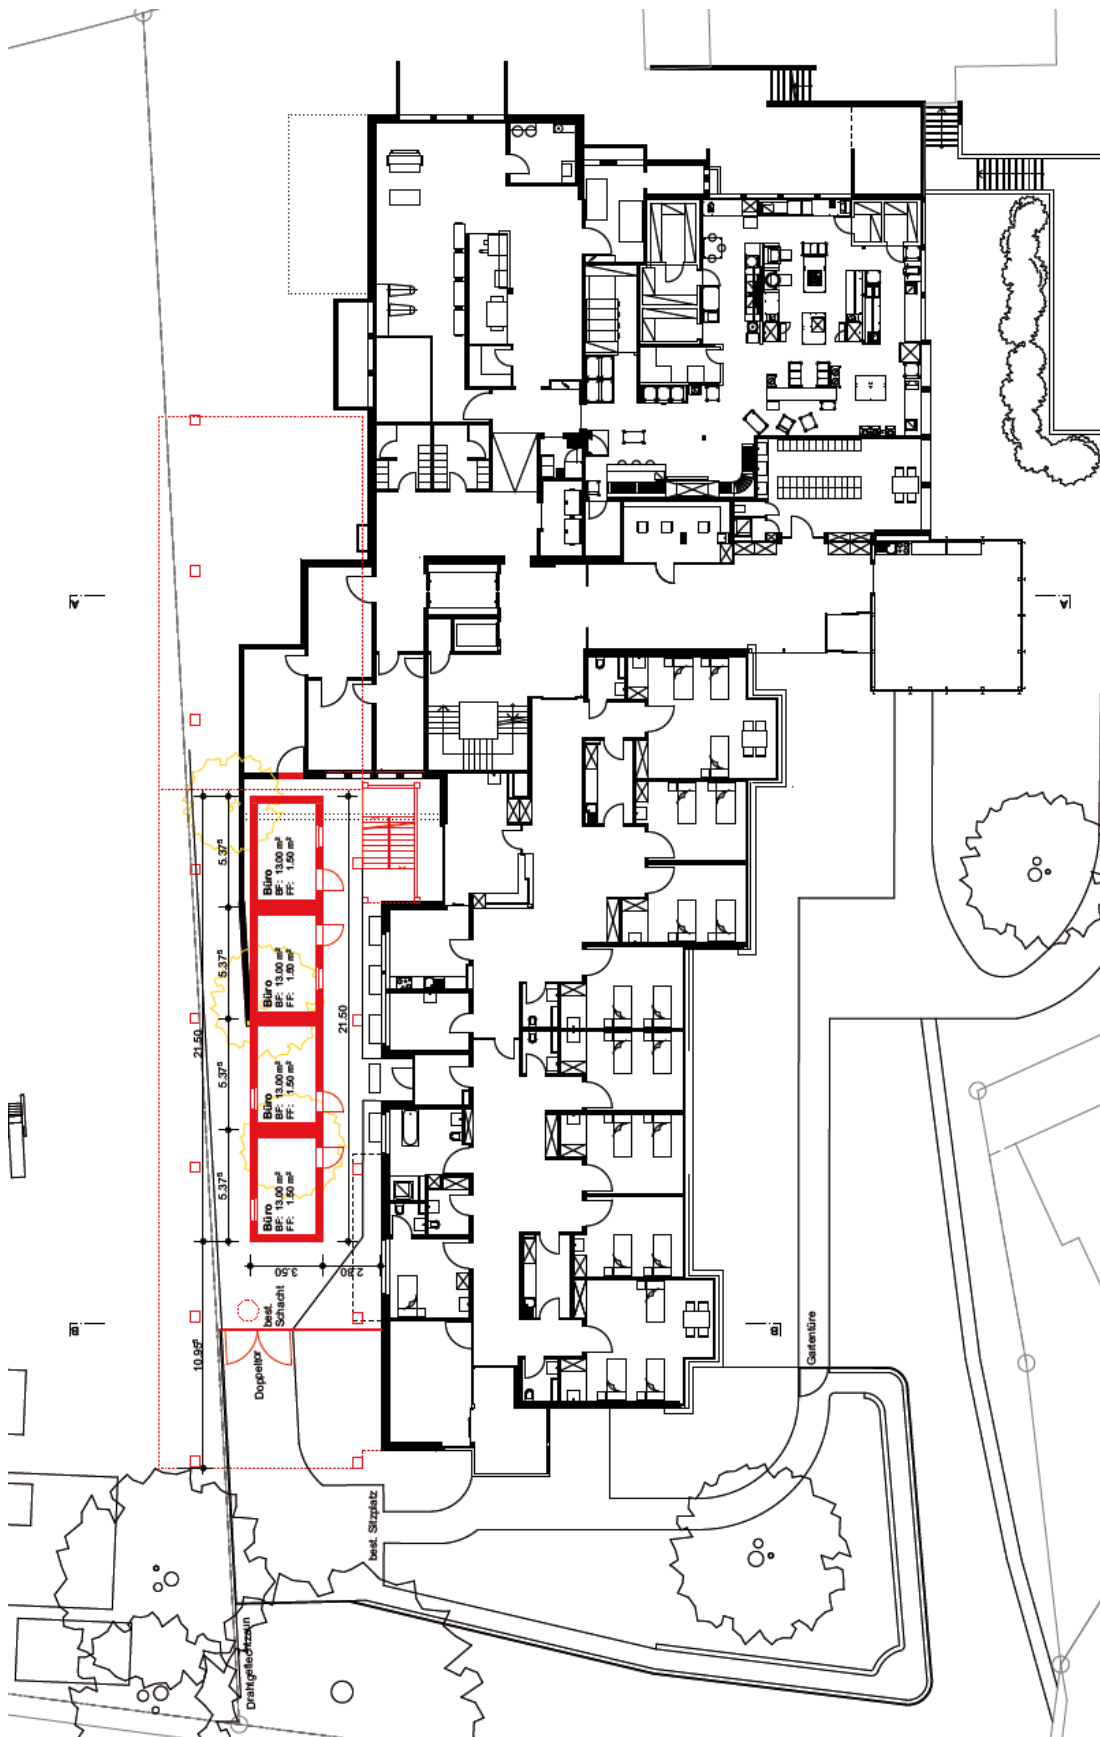 A
A
5.37⁵
Büro
BF: 13.00 m²
FF: 1.50 m²
5.37⁵
Büro
BF: 13.00 m²
FF: 1.50 m²
21.50
21.50
5.37⁵
Büro
BF: 13.00 m²
FF: 1.50 m²
5.37⁵
Büro
BF: 13.00 m²
FF: 1.50 m²
3.50
2.80
best.
Schacht
B
B
10.95⁵
Doppeltor
Gartentüre
best. Sitzplatz
Drahtgeflechtzaun